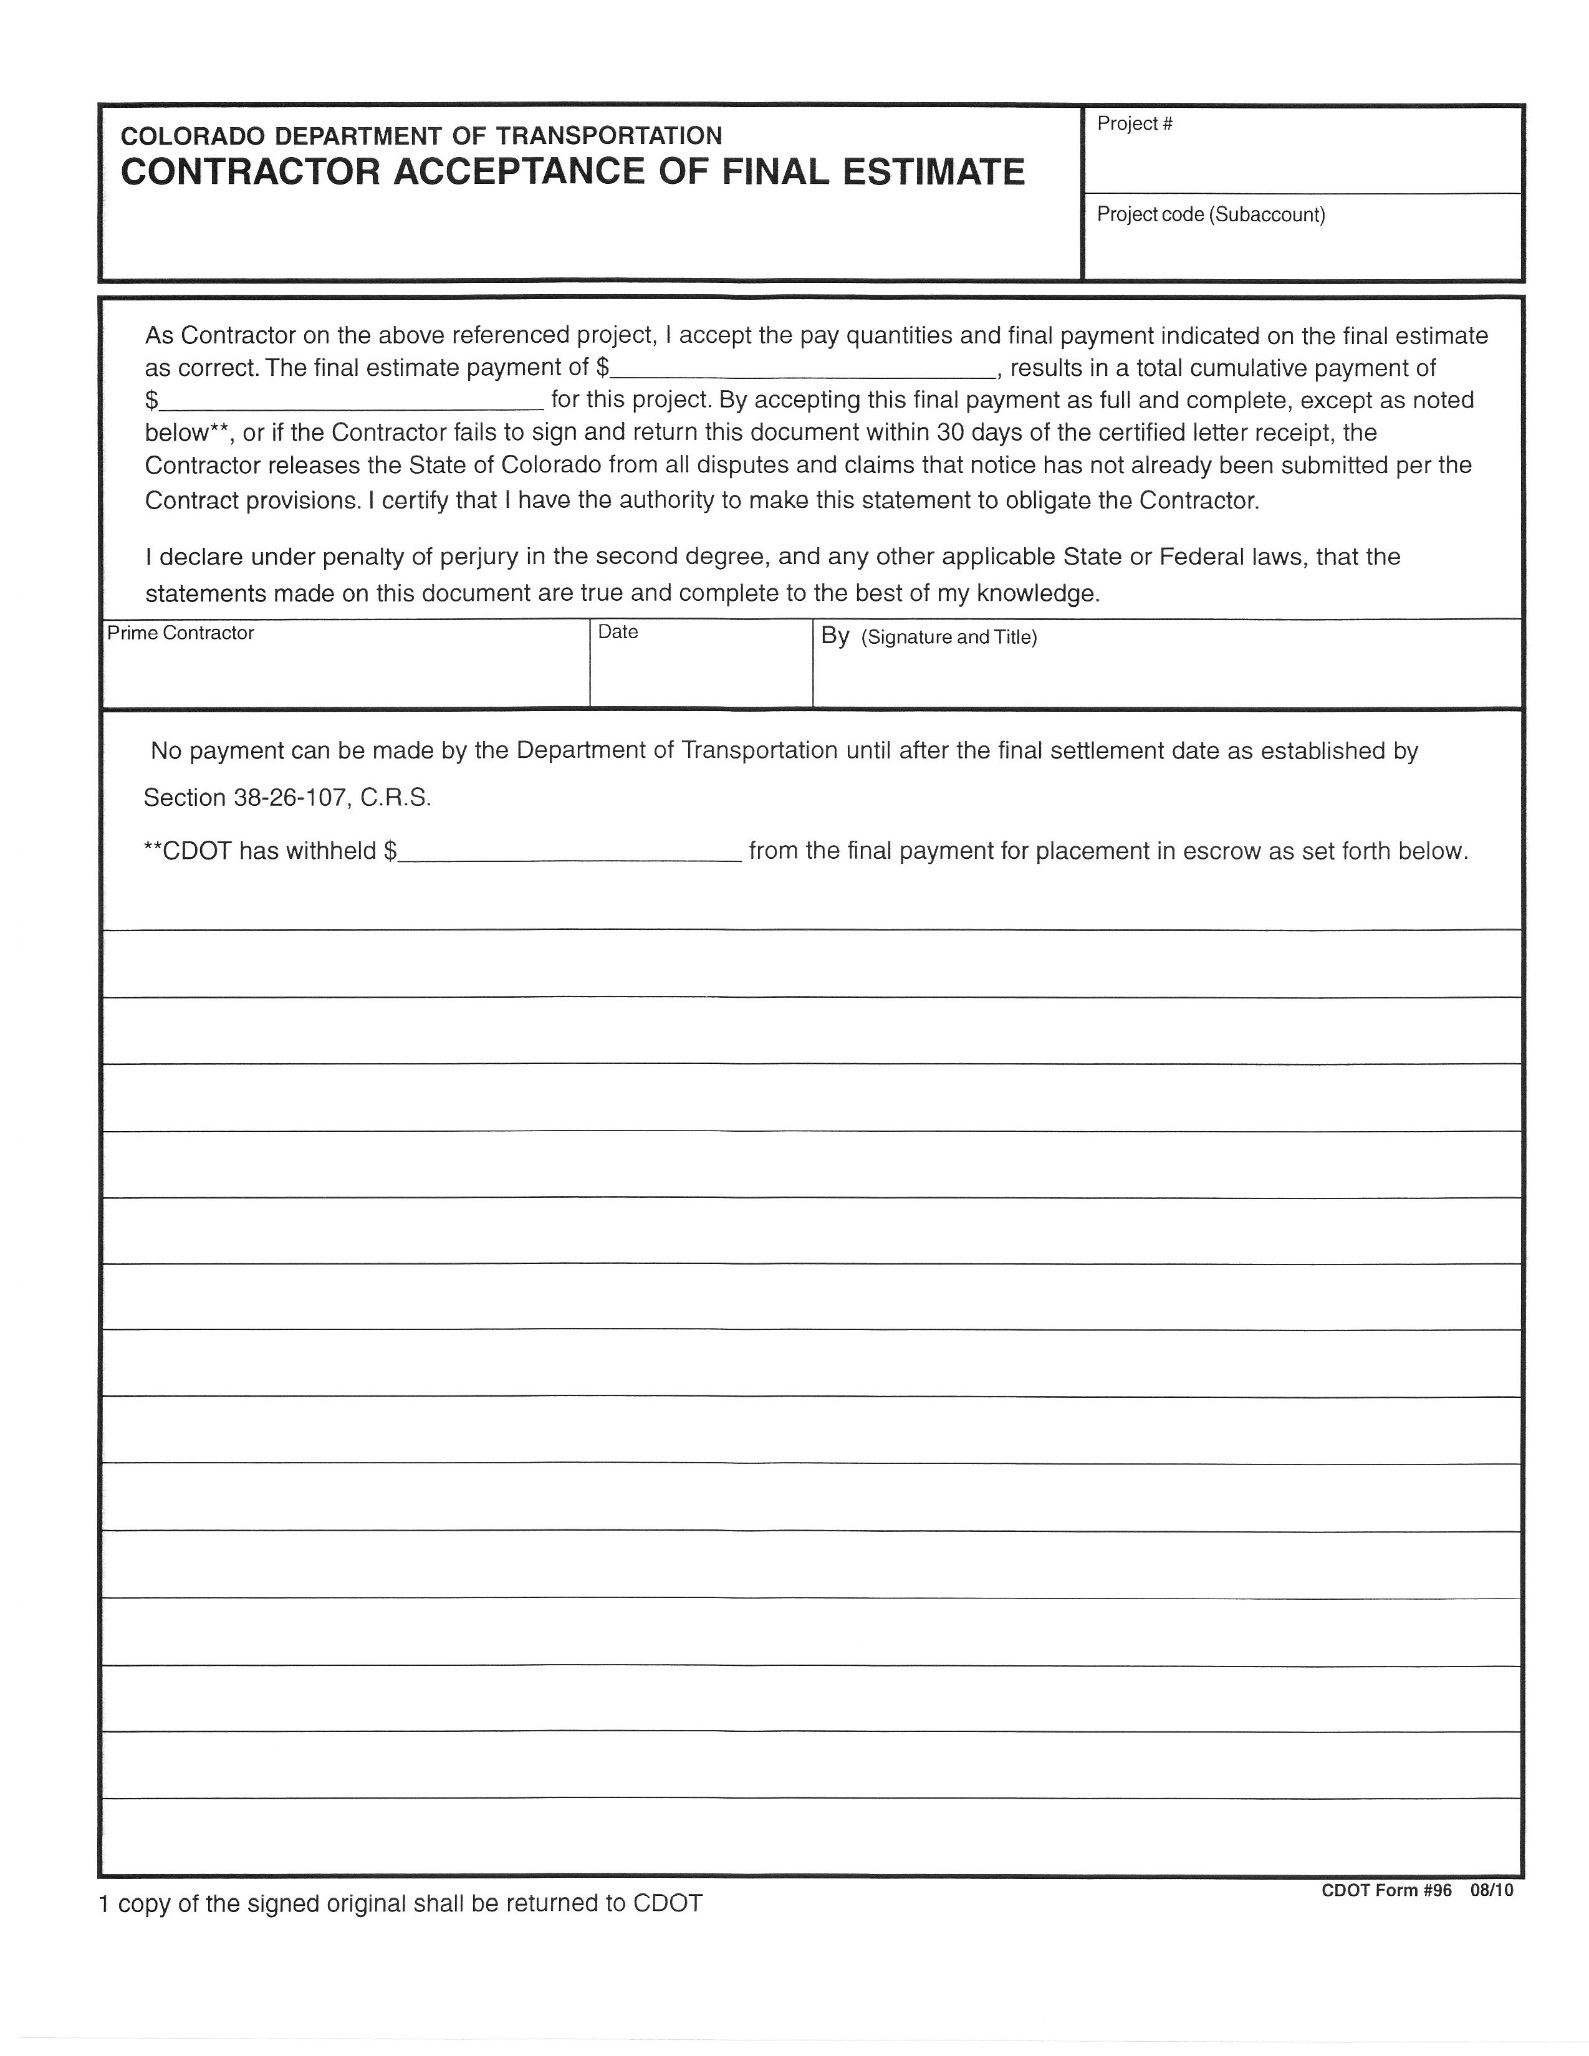 COLORADO DEPARTMENT OF TRANSPORTATION
CONTRACTOR ACCEPTANCE OF FINAL ESTIMATE
Project #
Project code (Subaccount)
As Contractor on the above referenced project, I accept the pay quantities and final payment indicated on the final estimate
as correct. The final estimate payment of $____________________________, results in a total cumulative payment of
$____________________________ for this project. By accepting this final payment as full and complete, except as noted
below**, or if the Contractor fails to sign and return this document within 30 days of the certified letter receipt, the
Contractor releases the State of Colorado from all disputes and claims that notice has not already been submitted per the
Contract provisions. I certify that I have the authority to make this statement to obligate the Contractor.
I declare under penalty of perjury in the second degree, and any other applicable State or Federal laws, that the
statements made on this document are true and complete to the best of my knowledge.
Prime Contractor
Date
By (Signature and Title)
No payment can be made by the Department of Transportation until after the final settlement date as established by
Section 38-26-107, C.R.S.
**CDOT has withheld $_________________________ from the final payment for placement in escrow as set forth below.
1 copy of the signed original shall be returned to CDOT
CDOT Form #96 08/10